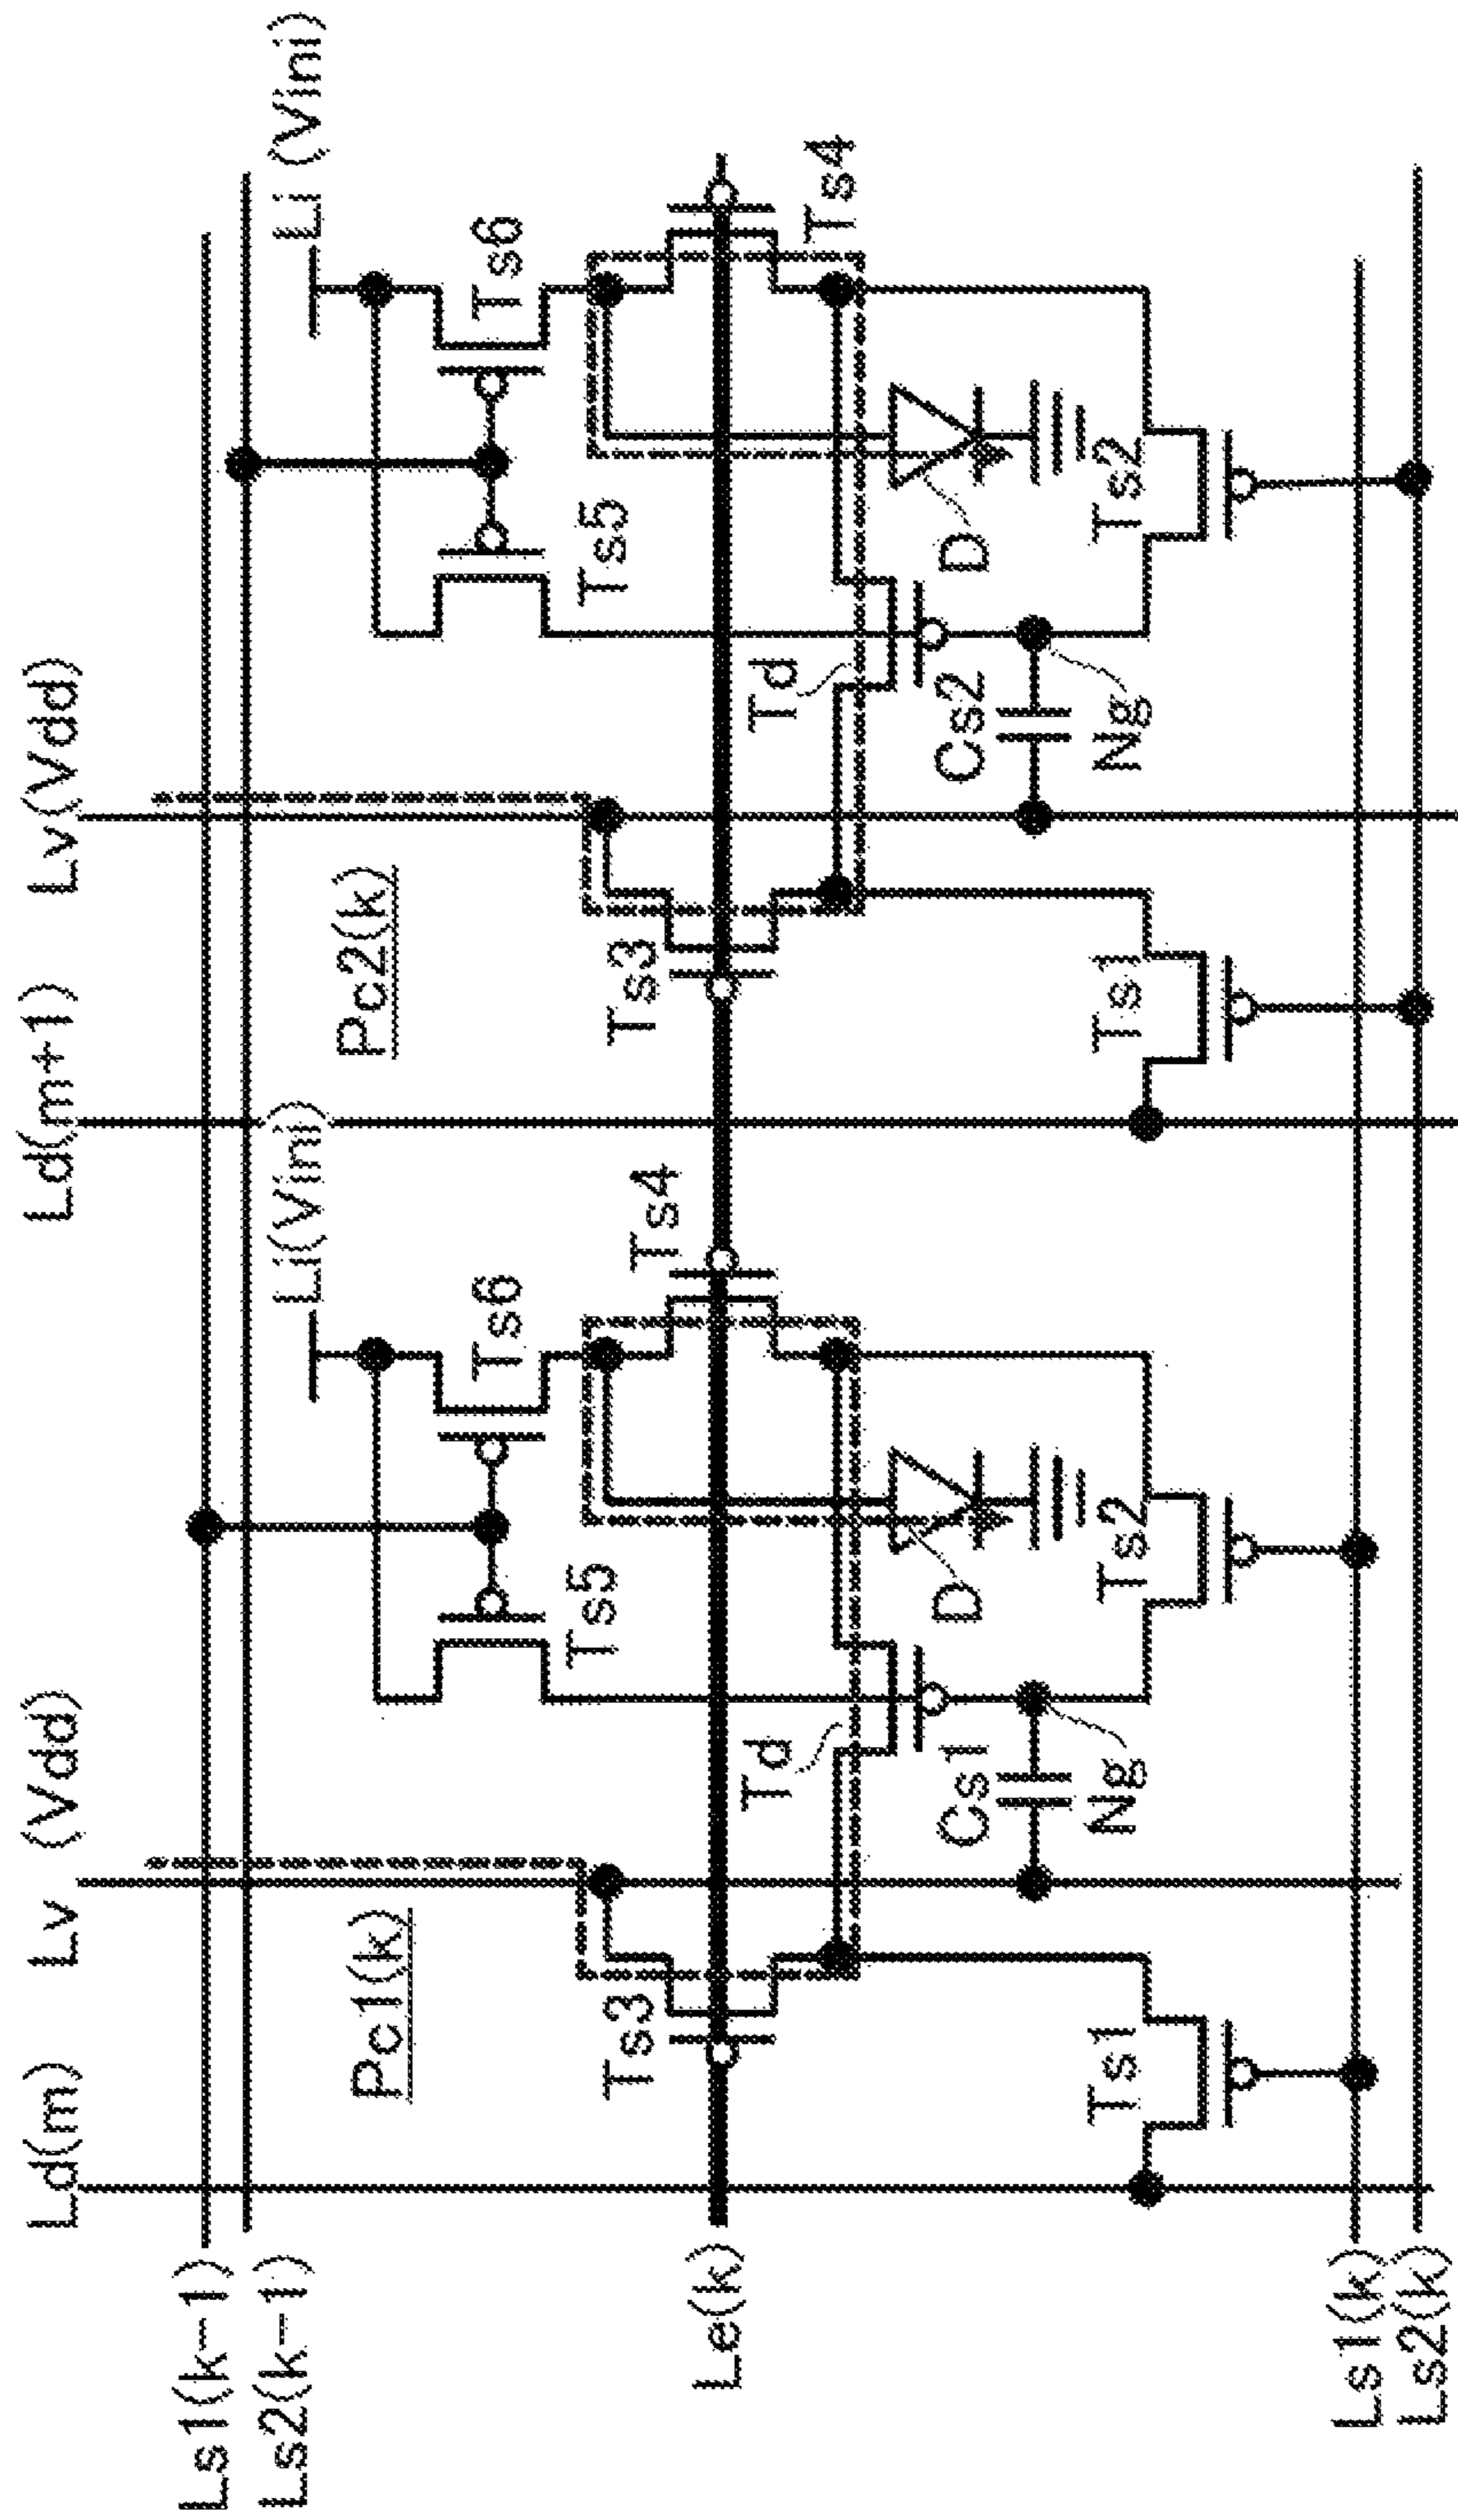 Ld(m) Lv (Vdd) Ld(m+1) Lv(Vdd)
Ls1(k-1)
Ls2(k-1)
Li(Vini) Li (Vini)
Pc1(k) Pc2(k)
Ts5 Ts6 Ts5 Ts6
Ts3 Ts4 Ts3 Ts4
Le(k)
Td Td
Cs1 D Cs2 D
Ng Ng
Ts1 Ts2 Ts1 Ts2
Ls1(k)
Ls2(k)